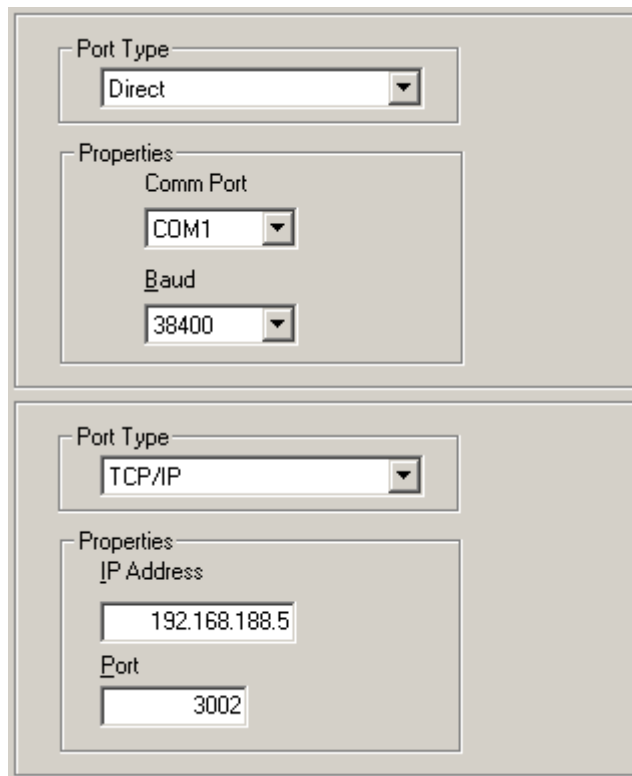 Port Type
Direct
Properties
Comm Port
COM1
Baud
38400
Port Type
TCP/IP
Properties
IP Address
192.168.188.5
Port
3002